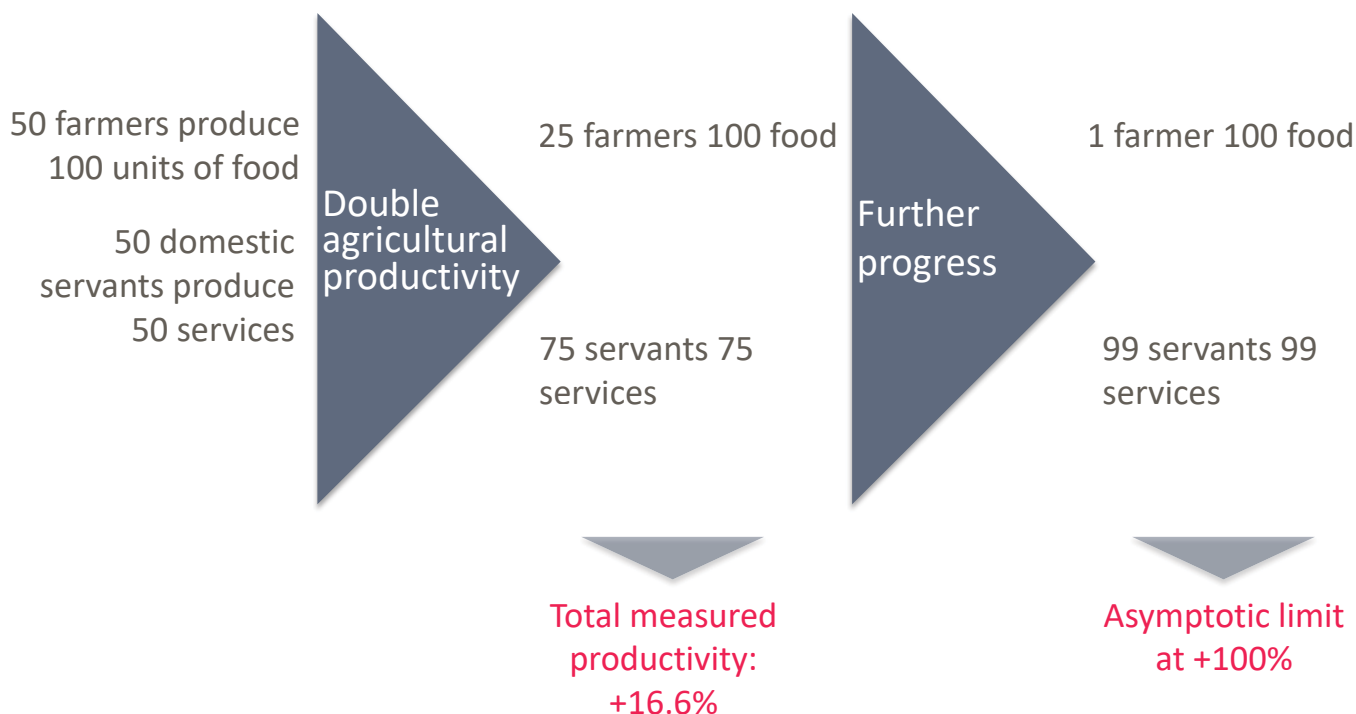 50 farmers produce
100 units of food
50 domestic
servants produce
50 services
Double
agricultural
productivity
25 farmers 100 food
75 servants 75
services
Further
progress
1 farmer 100 food
99 servants 99
services
Total measured
productivity:
+16.6%
Asymptotic limit
at +100%